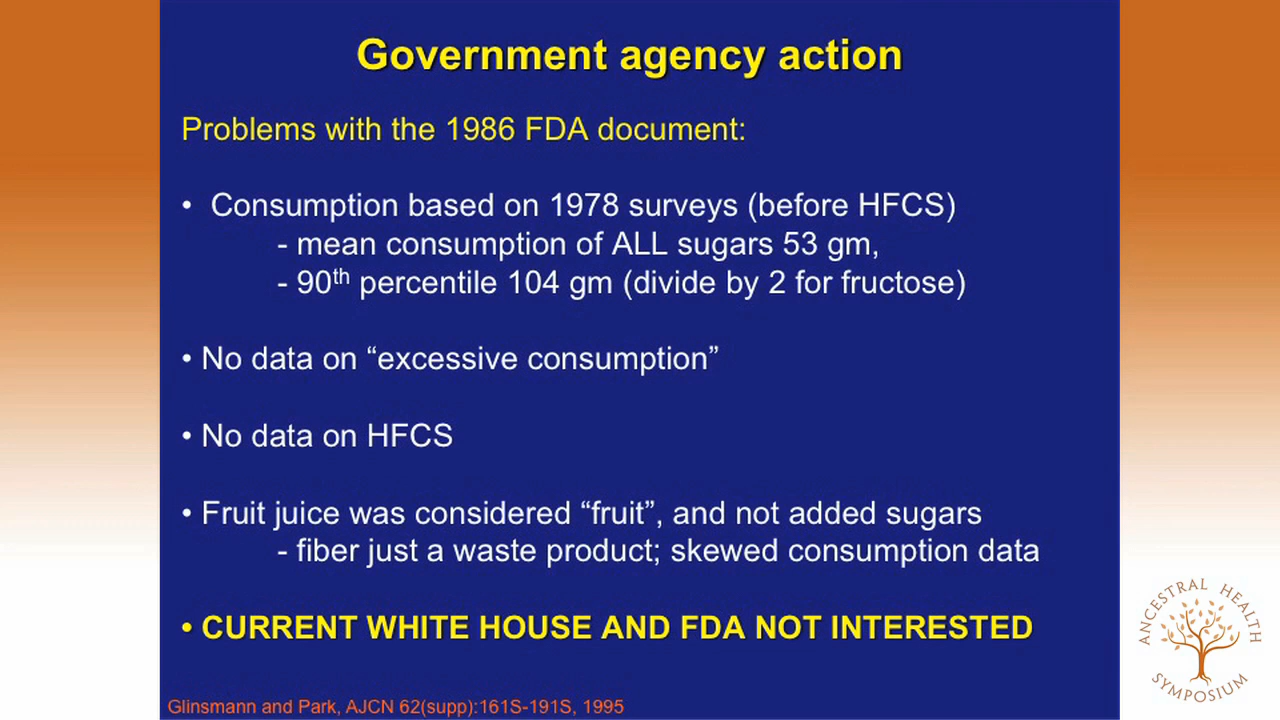 Government agency action
Problems with the 1986 FDA document:
• Consumption based on 1978 surveys (before HFCS)
- mean consumption of ALL sugars 53 gm,
- 90th percentile 104 gm (divide by 2 for fructose)
• No data on “excessive consumption”
• No data on HFCS
• Fruit juice was considered “fruit”, and not added sugars
- fiber just a waste product; skewed consumption data
• CURRENT WHITE HOUSE AND FDA NOT INTERESTED
Glinsmann and Park, AJCN 62(supp):161S-191S, 1995
ANCESTRAL HEALTH
SYMPOSIUM